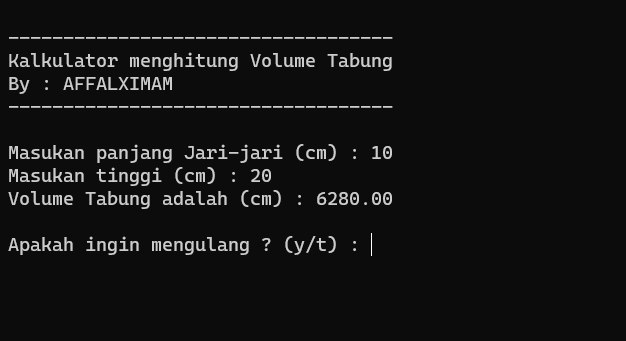 -----------------------------------
Kalkulator menghitung Volume Tabung
By : AFFALXIMAM
-----------------------------------
Masukan panjang Jari-jari (cm) : 10
Masukan tinggi (cm) : 20
Volume Tabung adalah (cm) : 6280.00
Apakah ingin mengulang ? (y/t) :